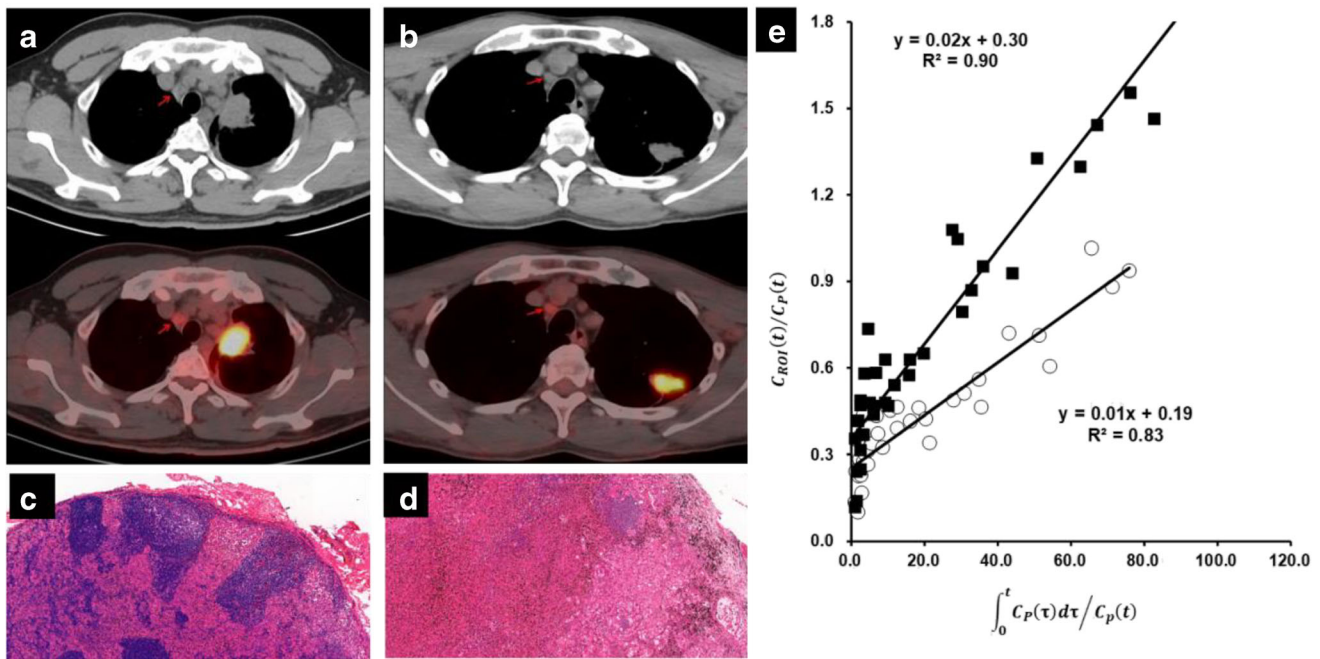 a
b
c
d
e
y = 0.02x + 0.30
R² = 0.90
y = 0.01x + 0.19
R² = 0.83
1.8
1.5
1.2
0.9
0.6
0.3
0.0
0.0 20.0 40.0 60.0 80.0 100.0 120.0
C_ROI(t)/C_P(t)
∫₀ᵗ C_P(τ)dτ/C_p(t)